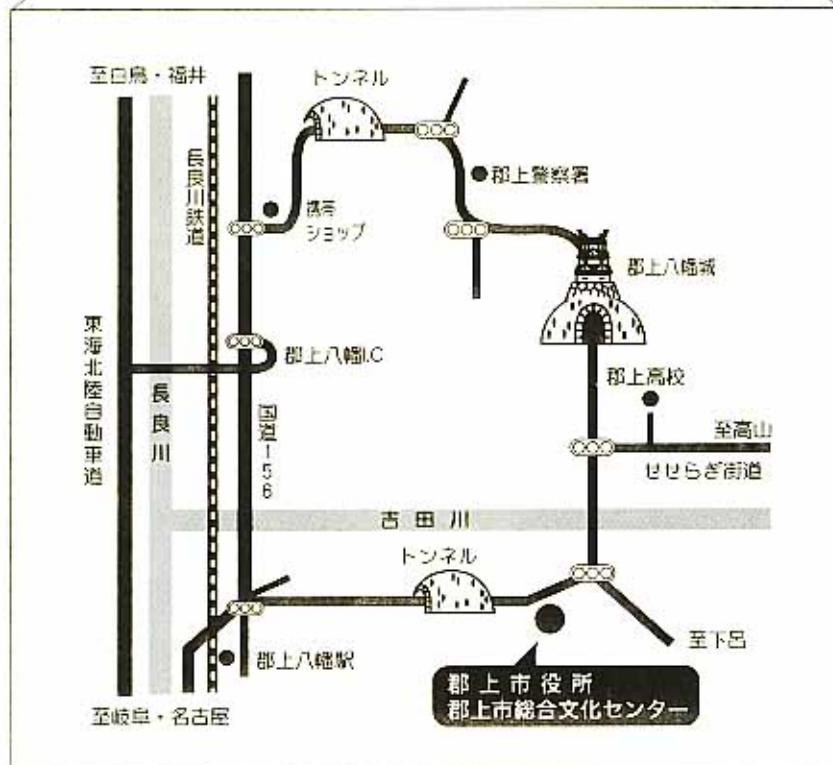 至白鳥・福井
トンネル
長良川鉄道
携帯
ショップ
郡上警察署
郡上八幡城
東海北陸自動車道
長良川
郡上八幡I.C
国道156
郡上高校
至高山
せせらぎ街道
吉田川
トンネル
至下呂
郡上八幡駅
郡上市役所
郡上市総合文化センター
至岐阜・名古屋